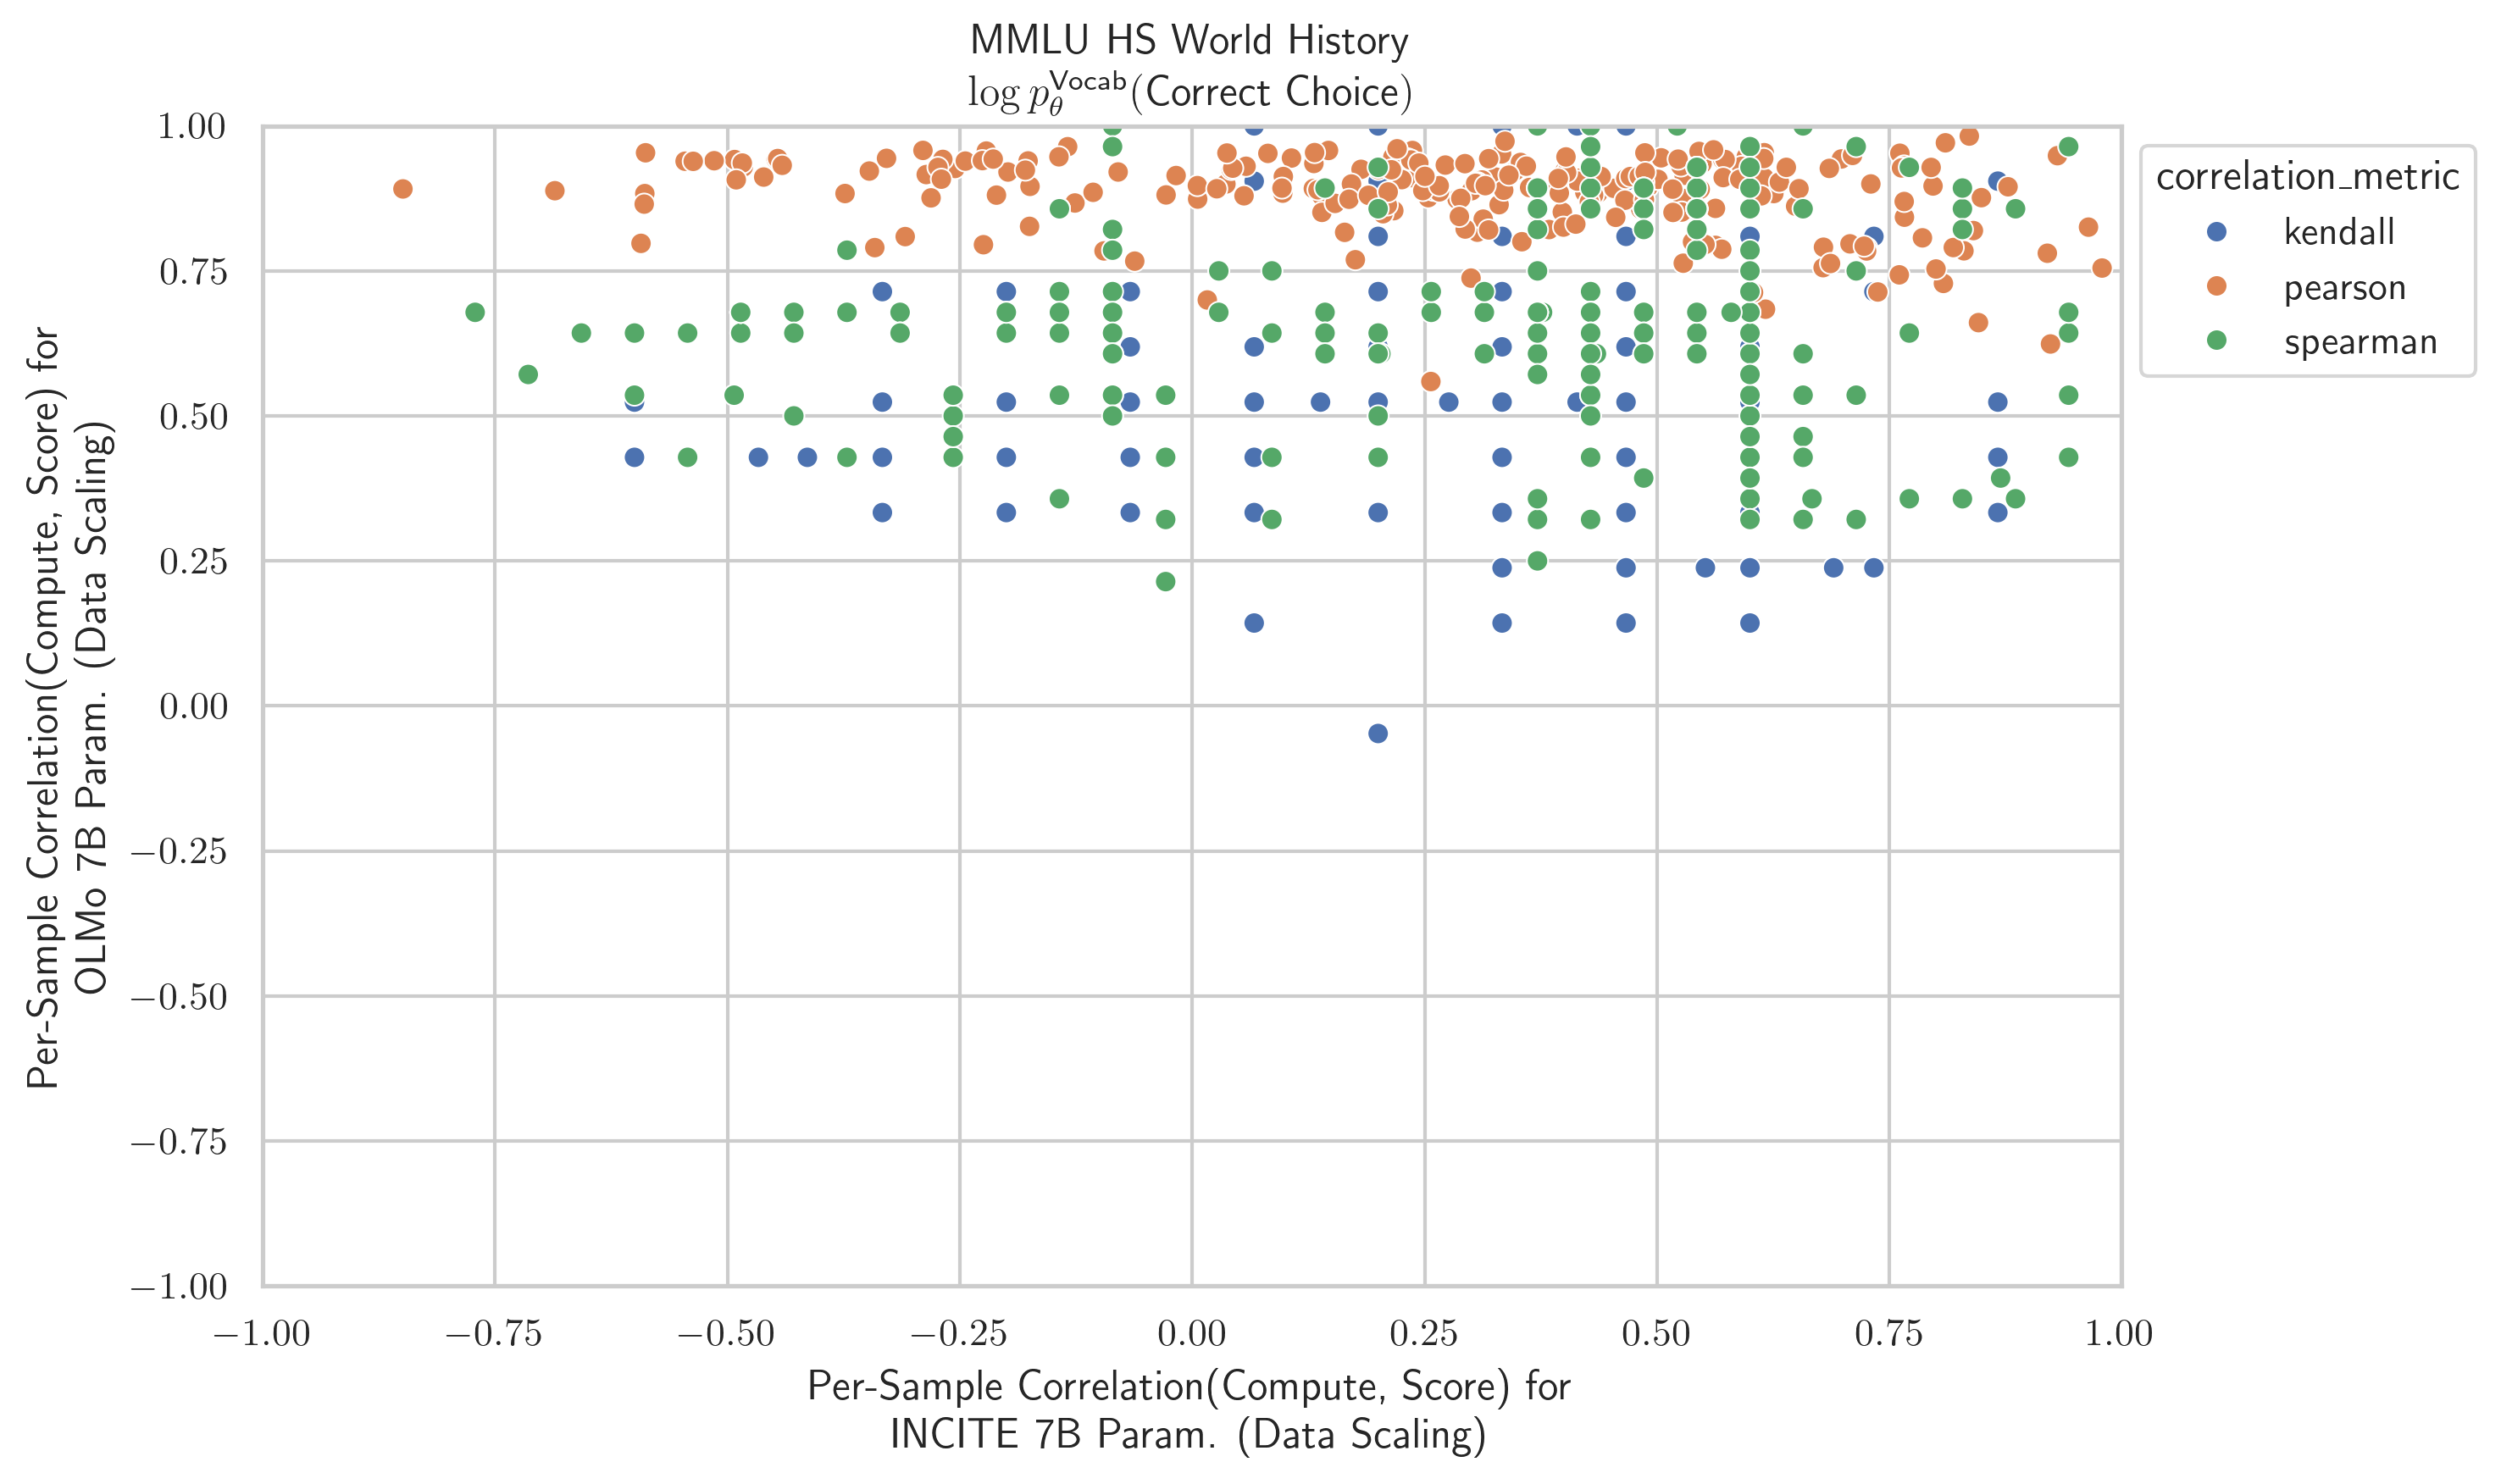 MMLU HS World History
log p_θ^Vocab(Correct Choice)
Per-Sample Correlation(Compute, Score) for
OLMo 7B Param. (Data Scaling)
1.00
0.75
0.50
0.25
0.00
−0.25
−0.50
−0.75
−1.00
−1.00
−0.75
−0.50
−0.25
0.00
0.25
0.50
0.75
1.00
Per-Sample Correlation(Compute, Score) for
INCITE 7B Param. (Data Scaling)
correlation_metric
kendall
pearson
spearman